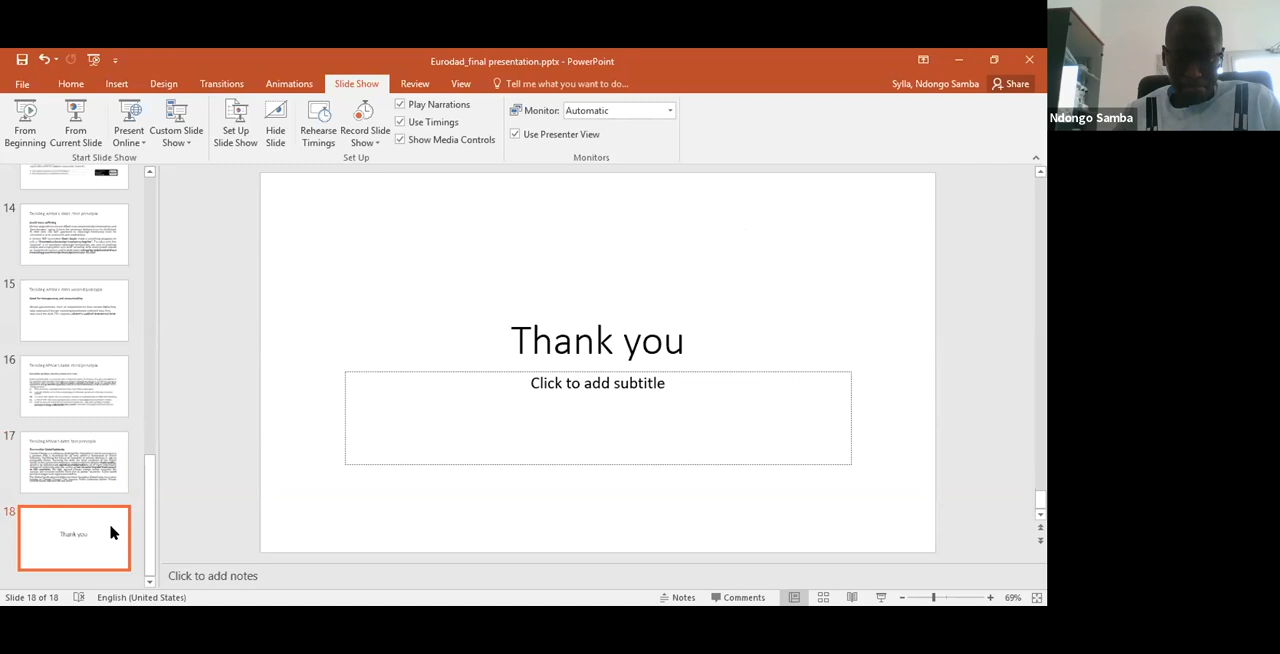 Eurodad_final presentation.pptx - PowerPoint
File Home Insert Design Transitions Animations Slide Show Review View Tell me what you want to do... Sylla, Ndongo Samba Share
From Beginning
From Current Slide
Present Online
Custom Slide Show
Start Slide Show
Set Up Slide Show
Hide Slide
Rehearse Timings
Record Slide Show
Play Narrations
Use Timings
Show Media Controls
Set Up
Monitor: Automatic
Use Presenter View
Monitors
Ndongo Samba
14
15
16
17
18
Thank you
Thank you
Click to add subtitle
Click to add notes
Slide 18 of 18 English (United States) Notes Comments 69%